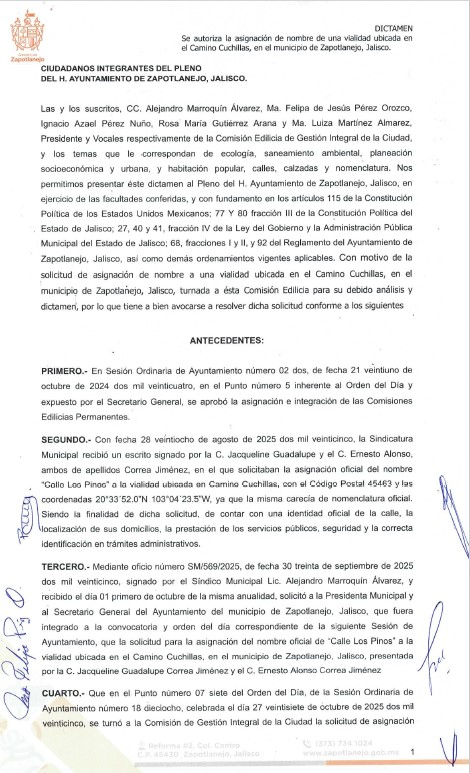 DICTAMEN
Se autoriza la asignación de nombre de una vialidad ubicada en
el Camino Cuchillas, en el municipio de Zapotlanejo, Jalisco.
Zapotlanejo
CIUDADANOS INTEGRANTES DEL PLENO
DEL H. AYUNTAMIENTO DE ZAPOTLANEJO, JALISCO.
Las y los suscritos, CC. Alejandro Marroquín Álvarez, Ma. Felipa de Jesús Pérez Orozco,
Ignacio Azael Pérez Nuño, Rosa María Gutiérrez Arana y Ma. Luiza Martínez Almarez,
Presidente y Vocales respectivamente de la Comisión Edilicia de Gestión Integral de la Ciudad,
y los temas que le correspondan de ecología, saneamiento ambiental, planeación
socioeconómica y urbana, y habitación popular, calles, calzadas y nomenclatura. Nos
permitimos presentar éste dictamen al Pleno del H. Ayuntamiento de Zapotlanejo, Jalisco, en
ejercicio de las facultades conferidas, y con fundamento en los artículos 115 de la Constitución
Política de los Estados Unidos Mexicanos; 77 Y 80 fracción III de la Constitución Política del
Estado de Jalisco; 27, 40 y 41, fracción IV de la Ley del Gobierno y la Administración Pública
Municipal del Estado de Jalisco; 68, fracciones I y II, y 92 del Reglamento del Ayuntamiento de
Zapotlanejo, Jalisco, así como demás ordenamientos vigentes aplicables. Con motivo de la
solicitud de asignación de nombre a una vialidad ubicada en el Camino Cuchillas, en el
municipio de Zapotlanejo, Jalisco, turnada a ésta Comisión Edilicia para su debido análisis y
dictamen, por lo que tiene a bien avocarse a resolver dicha solicitud conforme a los siguientes
ANTECEDENTES:
PRIMERO.- En Sesión Ordinaria de Ayuntamiento número 02 dos, de fecha 21 veintiuno de
octubre de 2024 dos mil veinticuatro, en el Punto número 5 inherente al Orden del Día y
expuesto por el Secretario General, se aprobó la asignación e integración de las Comisiones
Edilicias Permanentes.
SEGUNDO.- Con fecha 28 veintiocho de agosto de 2025 dos mil veinticinco, la Sindicatura
Municipal recibió un escrito signado por la C. Jacqueline Guadalupe y el C. Ernesto Alonso,
ambos de apellidos Correa Jiménez, en el que solicitaban la asignación oficial del nombre
"Calle Los Pinos" a la vialidad ubicada en Camino Cuchillas, con el Código Postal 45463 y las
coordenadas 20°33´52.0"N 103°04´23.5"W, ya que la misma carecía de nomenclatura oficial.
Siendo la finalidad de dicha solicitud, de contar con una identidad oficial de la calle, la
localización de sus domicilios, la prestación de los servicios públicos, seguridad y la correcta
identificación en trámites administrativos.
TERCERO.- Mediante oficio número SM/569/2025, de fecha 30 treinta de septiembre de 2025
dos mil veinticinco, signado por el Síndico Municipal Lic. Alejandro Marroquín Álvarez, y
recibido el día 01 primero de octubre de la misma anualidad, solicitó a la Presidenta Municipal y
al Secretario General del Ayuntamiento del municipio de Zapotlanejo, Jalisco, que fuera
integrado a la convocatoria y orden del día correspondiente de la siguiente Sesión de
Ayuntamiento, que la solicitud para la asignación del nombre oficial de "Calle Los Pinos" a la
vialidad ubicada en el Camino Cuchillas, en el municipio de Zapotlanejo, Jalisco, presentada
por la C. Jacqueline Guadalupe Correa Jiménez y el C. Ernesto Alonso Correa Jiménez
CUARTO.- Que en el Punto número 07 siete del Orden del Día, de la Sesión Ordinaria de
Ayuntamiento número 18 dieciocho, celebrada el día 27 veintisiete de octubre de 2025 dos mil
veinticinco, se turnó a la Comisión de Gestión Integral de la Ciudad la solicitud de asignación
Reforma #2, Col. Centro
C.P. 45430 Zapotlanejo, Jalisco
(373) 734 1024
www.zapotlanejo.gob.mx
1